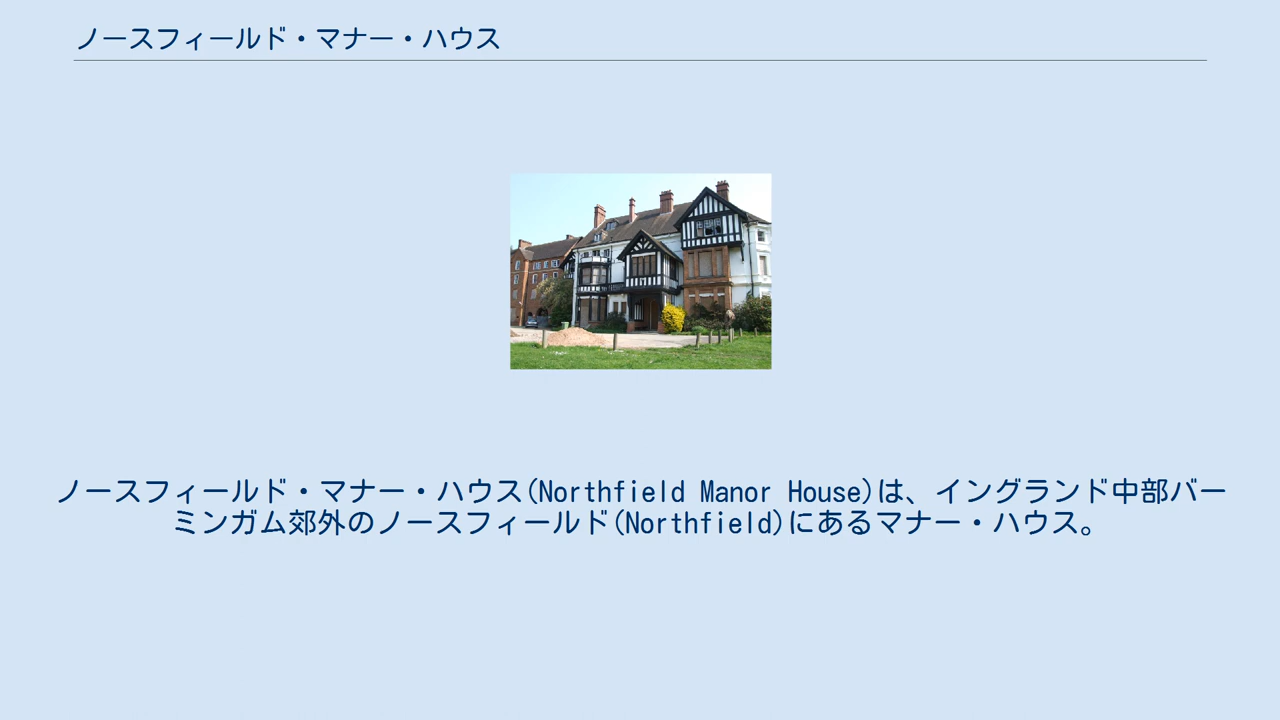 ノースフィールド・マナー・ハウス
ノースフィールド・マナー・ハウス(Northfield Manor House)は、イングランド中部バー
ミンガム郊外のノースフィールド(Northfield)にあるマナー・ハウス。